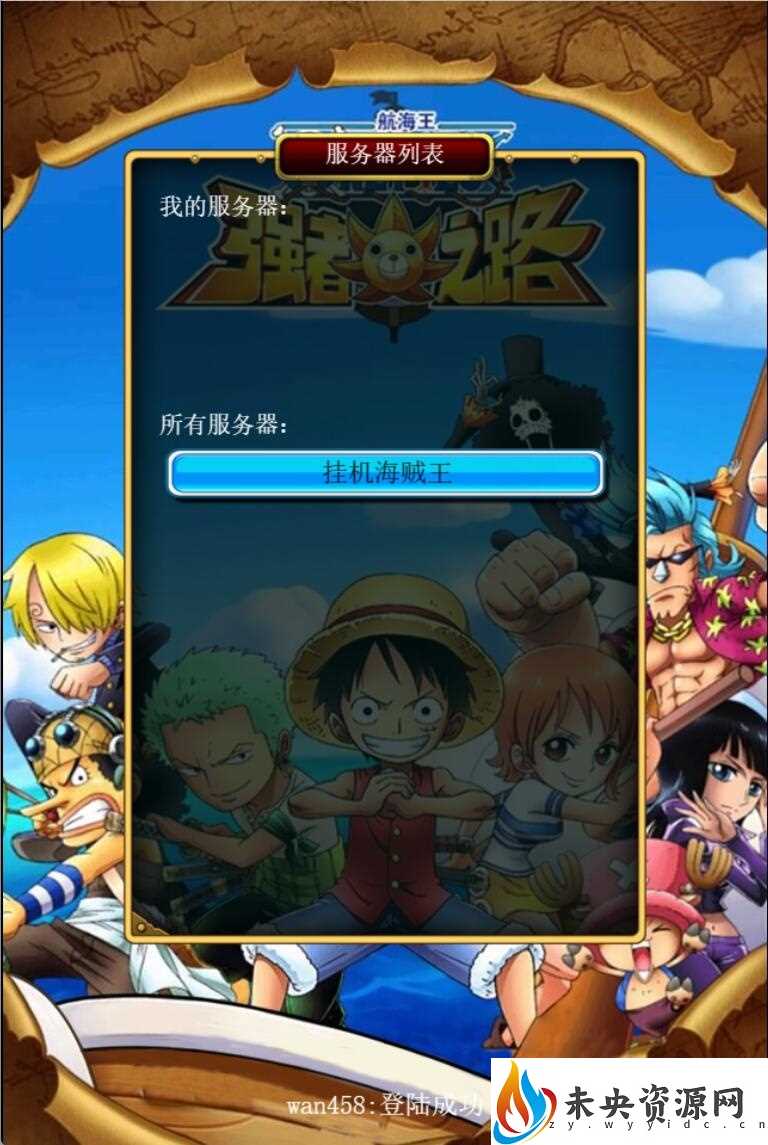 航海王
服务器列表
我的服务器:
强者之路
所有服务器:
挂机海贼王
wan458:登陆成功
未央资源网
zy.wyyidc.cn